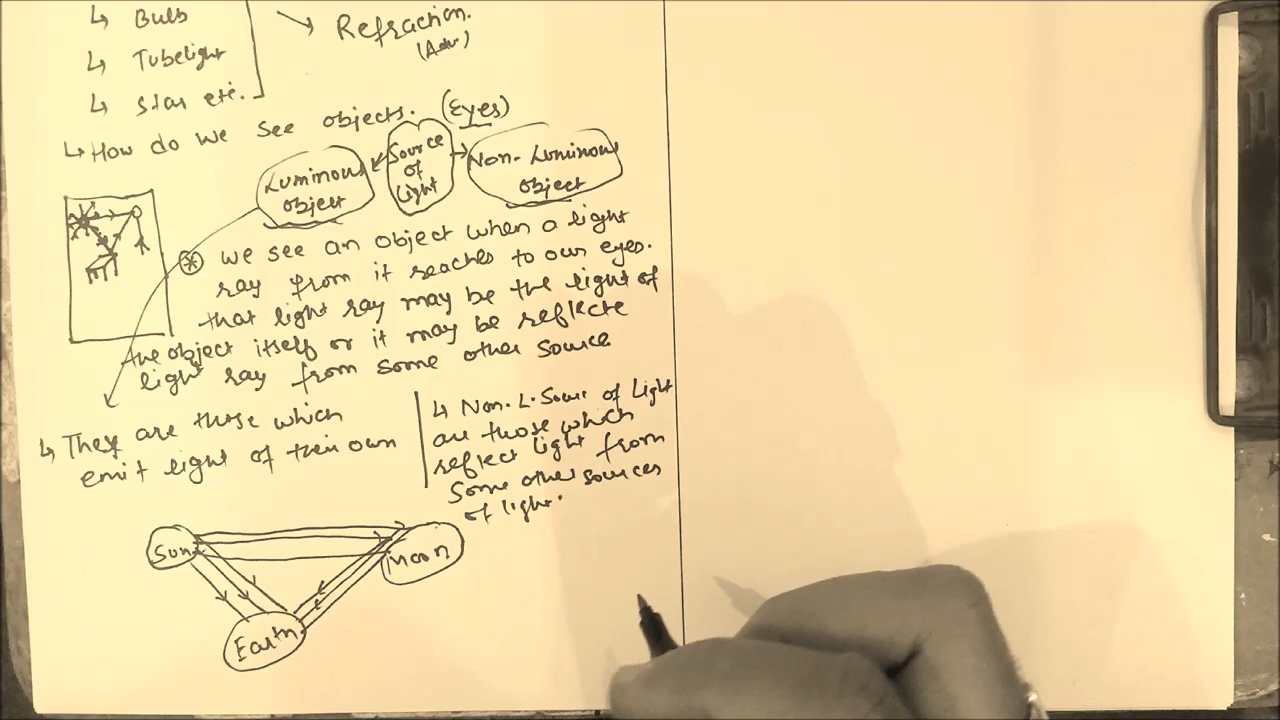 ↳ Bulb
↳ Tubelight
↳ Star etc.
Refraction.
(Adv.)
↳ How do we see objects. (Eyes)
Luminous object
Source of Light
Non-Luminous object
* We see an object when a light
ray from it reaches to our eyes.
that light ray may be the light of
the object itself or it may be reflecte
light ray from some other source
↳ They are those which
emit light of their own
↳ Non. L. Sourc of Light
are those which
reflect light from
some other sources
of light.
Sun
Moon
Earth